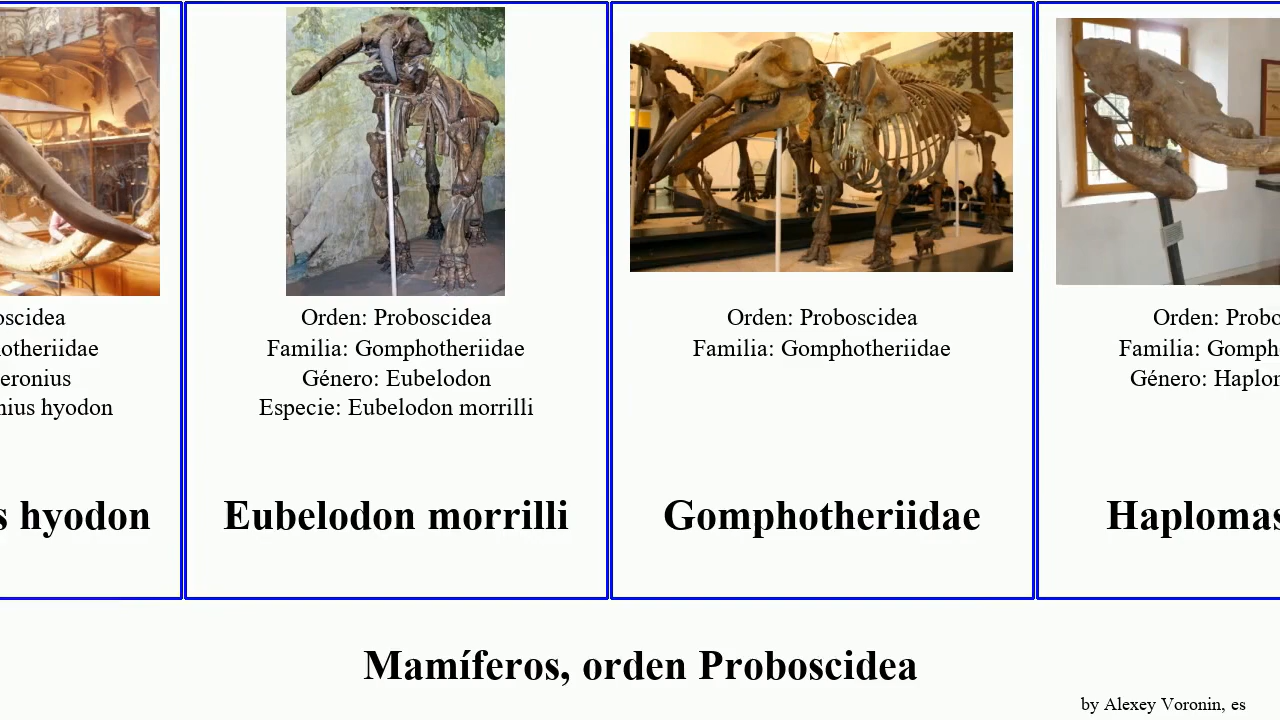 oscidea
otheriidae
eronius
nius hyodon
s hyodon
Orden: Proboscidea
Familia: Gomphotheriidae
Género: Eubelodon
Especie: Eubelodon morrilli
Eubelodon morrilli
Orden: Proboscidea
Familia: Gomphotheriidae
Gomphotheriidae
Orden: Probo
Familia: Gomph
Género: Haplom
Haplomas
Mamíferos, orden Proboscidea
by Alexey Voronin, es